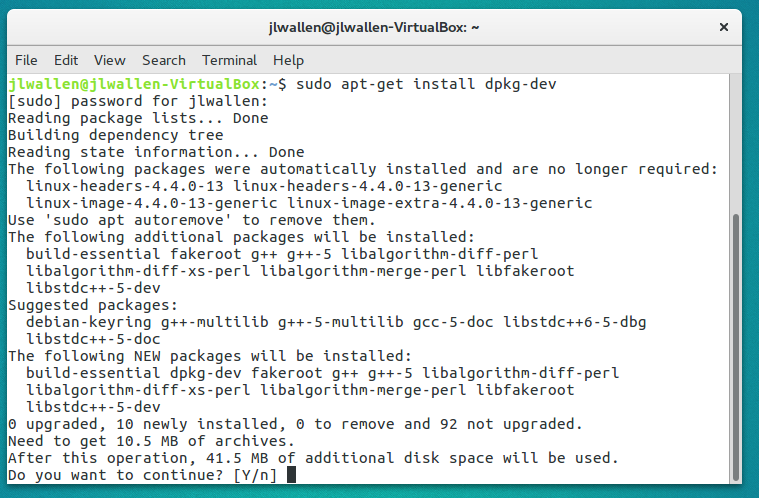 jlwallen@jlwallen-VirtualBox: ~
File Edit View Search Terminal Help
jlwallen@jlwallen-VirtualBox:~$ sudo apt-get install dpkg-dev
[sudo] password for jlwallen:
Reading package lists... Done
Building dependency tree
Reading state information... Done
The following packages were automatically installed and are no longer required:
  linux-headers-4.4.0-13 linux-headers-4.4.0-13-generic
  linux-image-4.4.0-13-generic linux-image-extra-4.4.0-13-generic
Use 'sudo apt autoremove' to remove them.
The following additional packages will be installed:
  build-essential fakeroot g++ g++-5 libalgorithm-diff-perl
  libalgorithm-diff-xs-perl libalgorithm-merge-perl libfakeroot
  libstdc++-5-dev
Suggested packages:
  debian-keyring g++-multilib g++-5-multilib gcc-5-doc libstdc++6-5-dbg
  libstdc++-5-doc
The following NEW packages will be installed:
  build-essential dpkg-dev fakeroot g++ g++-5 libalgorithm-diff-perl
  libalgorithm-diff-xs-perl libalgorithm-merge-perl libfakeroot
  libstdc++-5-dev
0 upgraded, 10 newly installed, 0 to remove and 92 not upgraded.
Need to get 10.5 MB of archives.
After this operation, 41.5 MB of additional disk space will be used.
Do you want to continue? [Y/n]